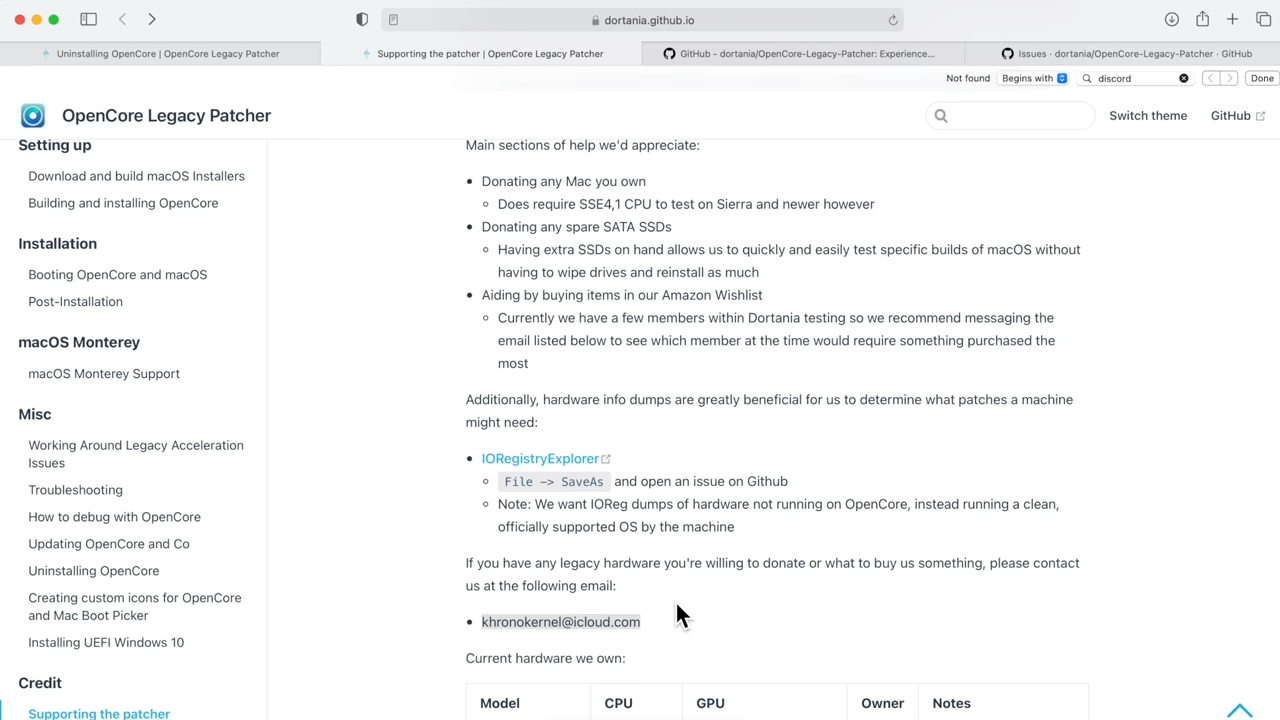 dortania.github.io
Uninstalling OpenCore | OpenCore Legacy Patcher
Supporting the patcher | OpenCore Legacy Patcher
GitHub - dortania/OpenCore-Legacy-Patcher: Experience...
Issues · dortania/OpenCore-Legacy-Patcher · GitHub
Not found
Begins with
discord
Done
OpenCore Legacy Patcher
Switch theme
GitHub
Setting up
Download and build macOS Installers
Building and installing OpenCore
Installation
Booting OpenCore and macOS
Post-Installation
macOS Monterey
macOS Monterey Support
Misc
Working Around Legacy Acceleration
Issues
Troubleshooting
How to debug with OpenCore
Updating OpenCore and Co
Uninstalling OpenCore
Creating custom icons for OpenCore
and Mac Boot Picker
Installing UEFI Windows 10
Credit
Supporting the patcher
Main sections of help we'd appreciate:
Donating any Mac you own
Does require SSE4,1 CPU to test on Sierra and newer however
Donating any spare SATA SSDs
Having extra SSDs on hand allows us to quickly and easily test specific builds of macOS without
having to wipe drives and reinstall as much
Aiding by buying items in our Amazon Wishlist
Currently we have a few members within Dortania testing so we recommend messaging the
email listed below to see which member at the time would require something purchased the
most
Additionally, hardware info dumps are greatly beneficial for us to determine what patches a machine
might need:
IORegistryExplorer
File -> SaveAs and open an issue on Github
Note: We want IOReg dumps of hardware not running on OpenCore, instead running a clean,
officially supported OS by the machine
If you have any legacy hardware you're willing to donate or what to buy us something, please contact
us at the following email:
khronokernel@icloud.com
Current hardware we own:
Model CPU GPU Owner Notes